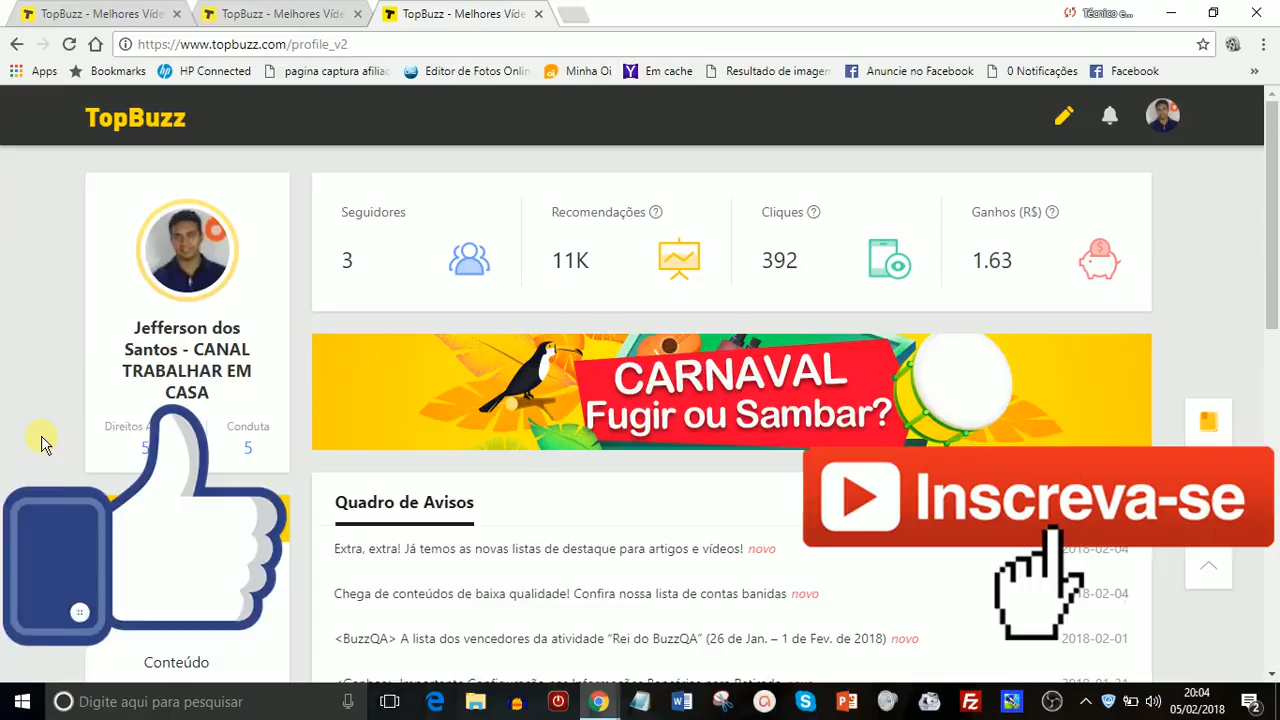 TopBuzz - Melhores Víde
TopBuzz - Melhores Víde
TopBuzz - Melhores Víde
Técnico e...
https://www.topbuzz.com/profile_v2
Apps
Bookmarks
HP Connected
pagina captura afiliac
Editor de Fotos Onlin
Minha Oi
Em cache
Resultado de imagem
Anuncie no Facebook
0 Notificações
Facebook
»
TopBuzz
Jefferson dos
Santos - CANAL
TRABALHAR EM
CASA
Direitos A
Conduta
5
5
Conteúdo
Seguidores
3
Recomendações
11K
Cliques
392
Ganhos (R$)
1.63
CARNAVAL
Fugir ou Sambar?
Quadro de Avisos
Inscreva-se
Extra, extra! Já temos as novas listas de destaque para artigos e vídeos! novo 2018-02-04
Chega de conteúdos de baixa qualidade! Confira nossa lista de contas banidas novo 18-02-04
<BuzzQA> A lista dos vencedores da atividade “Rei do BuzzQA” (26 de Jan. – 1 de Fev. de 2018) novo 2018-02-01
Digite aqui para pesquisar
20:04
05/02/2018
2